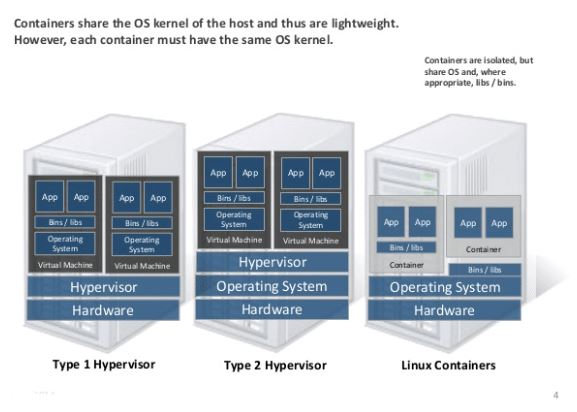 Containers share the OS kernel of the host and thus are lightweight.
However, each container must have the same OS kernel.
Containers are isolated, but
share OS and, where
appropriate, libs / bins.
App App App App
Bins / libs Bins / libs
Operating System Operating System
Virtual Machine Virtual Machine
Hypervisor
Hardware
Type 1 Hypervisor
App App App App
Bins / libs Bins / libs
Operating System Operating System
Virtual Machine Virtual Machine
Hypervisor
Operating System
Hardware
Type 2 Hypervisor
App App App App
Bins / libs Container
Container Bins / libs
Operating System
Hardware
Linux Containers
4